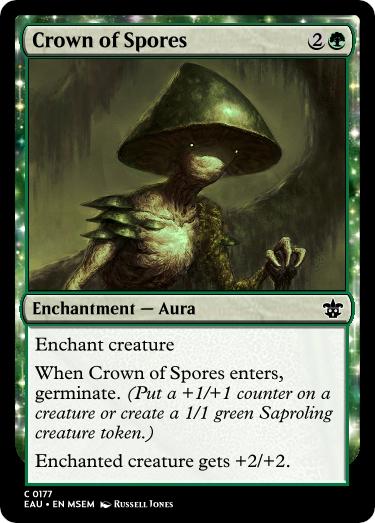 Crown of Spores 2
Enchantment — Aura
Enchant creature
When Crown of Spores enters,
germinate. (Put a +1/+1 counter on a
creature or create a 1/1 green Saproling
creature token.)
Enchanted creature gets +2/+2.
C 0177
EAU • EN MSEM Russell Jones